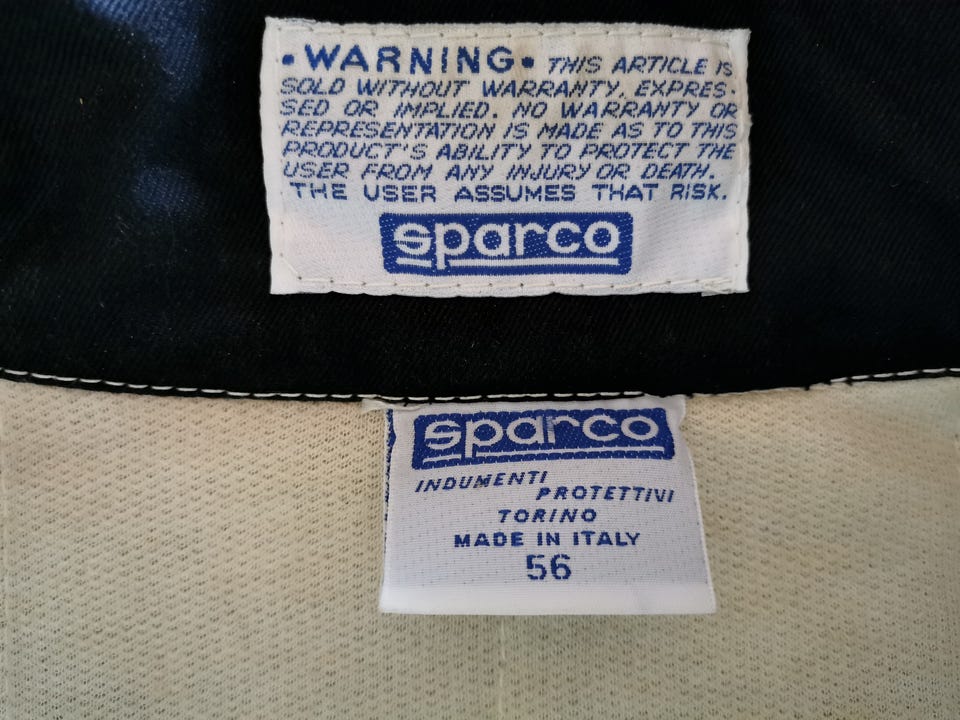 •WARNING• THIS ARTICLE IS
SOLD WITHOUT WARRANTY, EXPRES-
SED OR IMPLIED. NO WARRANTY OR
REPRESENTATION IS MADE AS TO THIS
PRODUCT'S ABILITY TO PROTECT THE
USER FROM ANY INJURY OR DEATH.
THE USER ASSUMES THAT RISK.
sparco
sparco
INDUMENTI
PROTETTIVI
TORINO
MADE IN ITALY
56